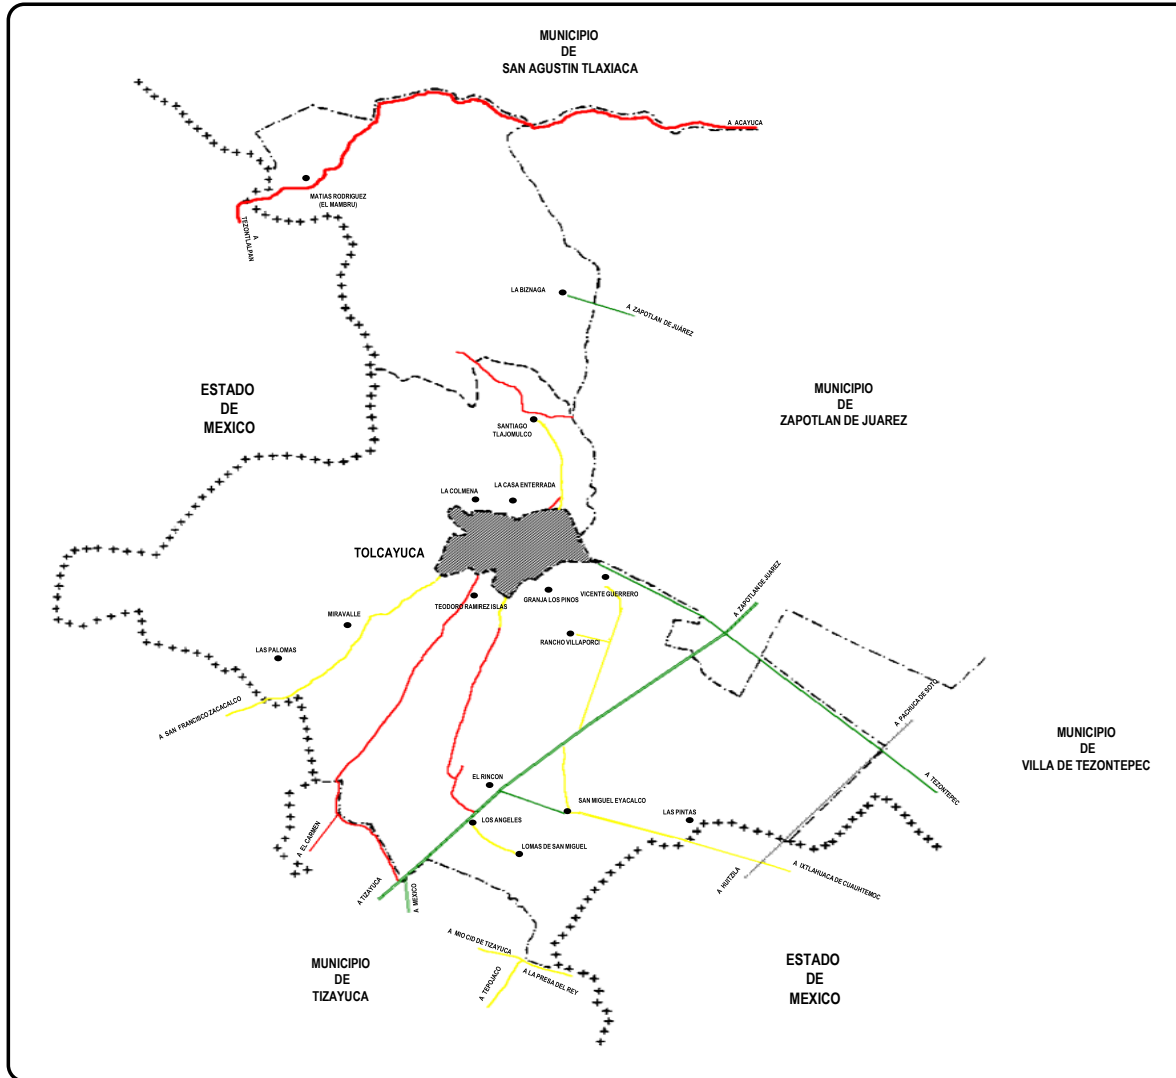 MUNICIPIO
DE
SAN AGUSTIN TLAXIACA
A ACAYUCA
MATIAS RODRIGUEZ
(EL MAMBRU)
A
TEZONTLALPAN
LA BIZNAGA
A ZAPOTLAN DE JUÁREZ
ESTADO
DE
MEXICO
MUNICIPIO
DE
ZAPOTLAN DE JUAREZ
SANTIAGO
TLAJOMULCO
LA COLMENA
LA CASA ENTERRADA
TOLCAYUCA
TEODORO RAMIREZ ISLAS
GRANJA LOS PINOS
VICENTE GUERRERO
A ZAPOTLAN DE JUAREZ
MIRAVALLE
RANCHO VILLAPORCI
LAS PALOMAS
A SAN FRANCISCO ZACACALCO
A PACHUCA DE SOTO
MUNICIPIO
DE
VILLA DE TEZONTEPEC
A TEZONTEPEC
EL RINCON
SAN MIGUEL EYACALCO
LAS PINTAS
LOS ANGELES
LOMAS DE SAN MIGUEL
A EL CARMEN
A HUITZILA
A IXTLAHUACA DE CUAUHTEMOC
A TIZAYUCA
A MEXICO
A MIO CID DE TIZAYUCA
A LA PRESA DEL REY
A TEPOJACO
MUNICIPIO
DE
TIZAYUCA
ESTADO
DE
MEXICO